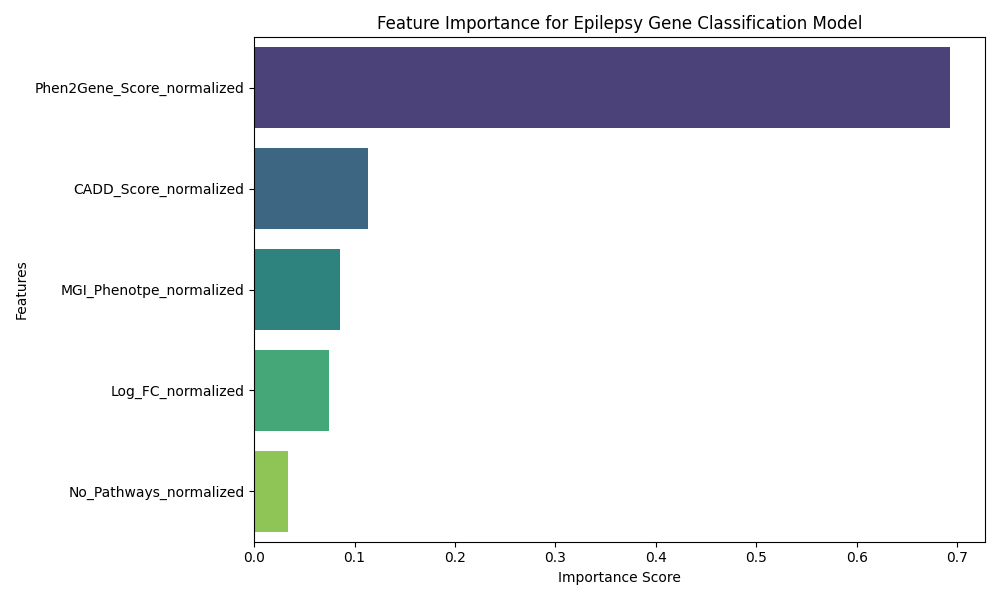 Feature Importance for Epilepsy Gene Classification Model
Features
Phen2Gene_Score_normalized
CADD_Score_normalized
MGI_Phenotpe_normalized
Log_FC_normalized
No_Pathways_normalized
0.0 0.1 0.2 0.3 0.4 0.5 0.6 0.7
Importance Score